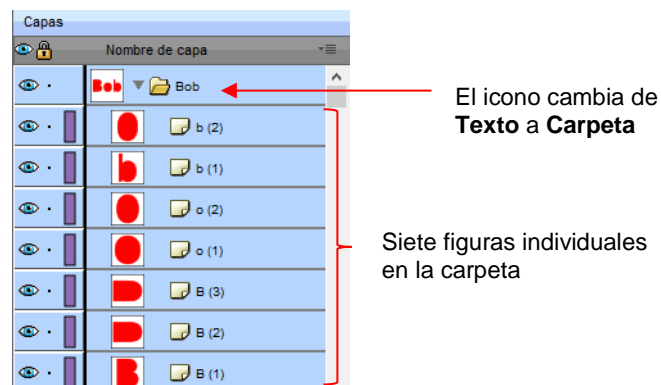 Capas
Nombre de capa
Bob Bob
El icono cambia de
Texto a Carpeta
b (2)
b b (1)
o (2)
o (1)
Siete figuras individuales
en la carpeta
B (3)
B (2)
B B (1)